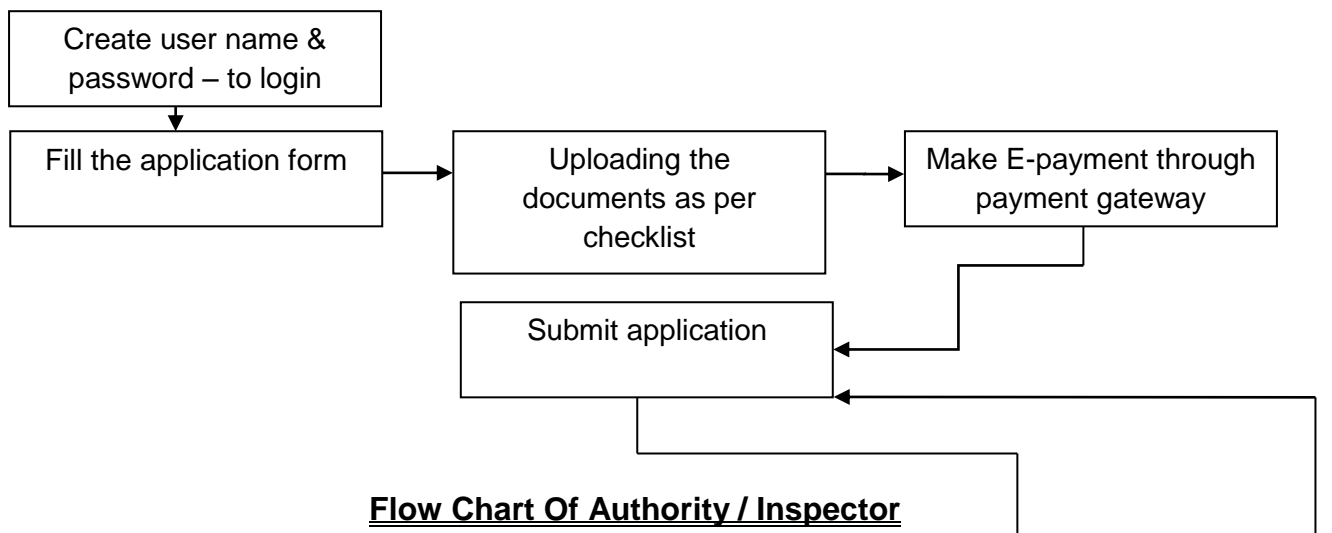 Create user name &
password – to login
Fill the application form
Uploading the
documents as per
checklist
Make E-payment through
payment gateway
Submit application
Flow Chart Of Authority / Inspector